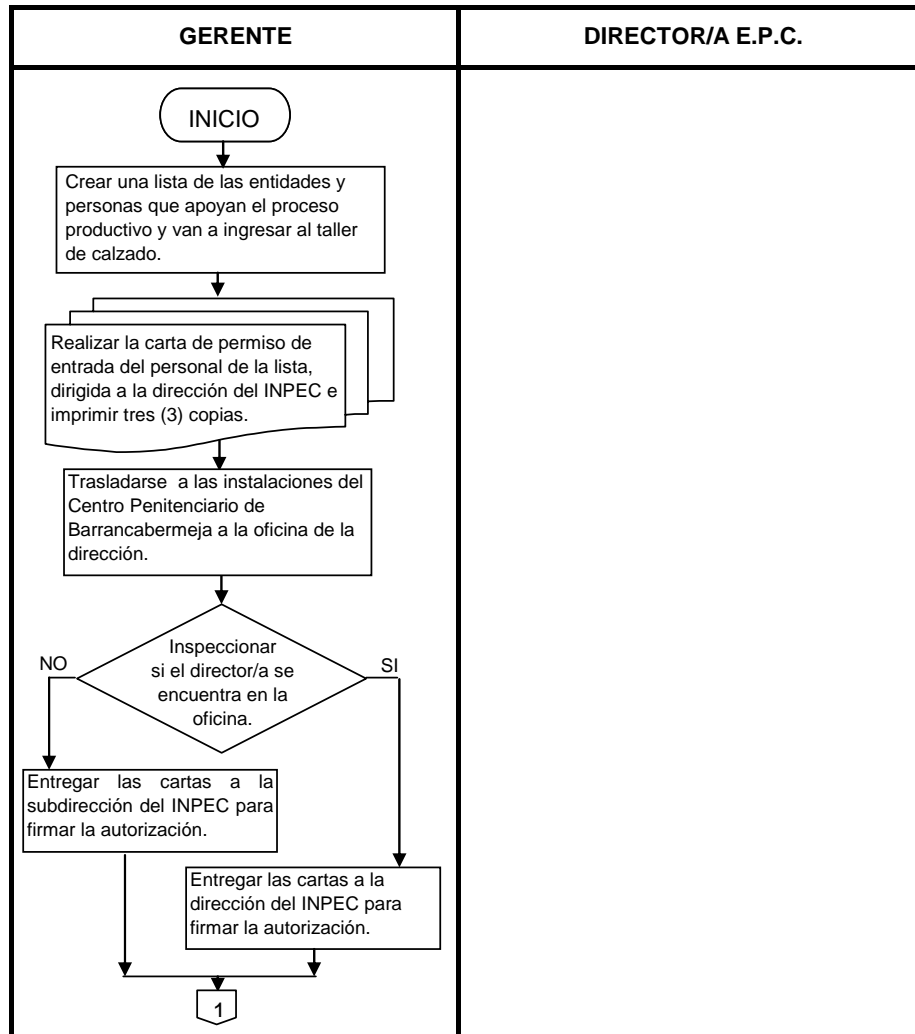 GERENTE
DIRECTOR/A E.P.C.
INICIO
Crear una lista de las entidades y
personas que apoyan el proceso
productivo y van a ingresar al taller
de calzado.
Realizar la carta de permiso de
entrada del personal de la lista,
dirigida a la dirección del INPEC e
imprimir tres (3) copias.
Trasladarse a las instalaciones del
Centro Penitenciario de
Barrancabermeja a la oficina de la
dirección.
Inspeccionar
si el director/a se
encuentra en la
oficina.
NO
SI
Entregar las cartas a la
subdirección del INPEC para
firmar la autorización.
Entregar las cartas a la
dirección del INPEC para
firmar la autorización.
1